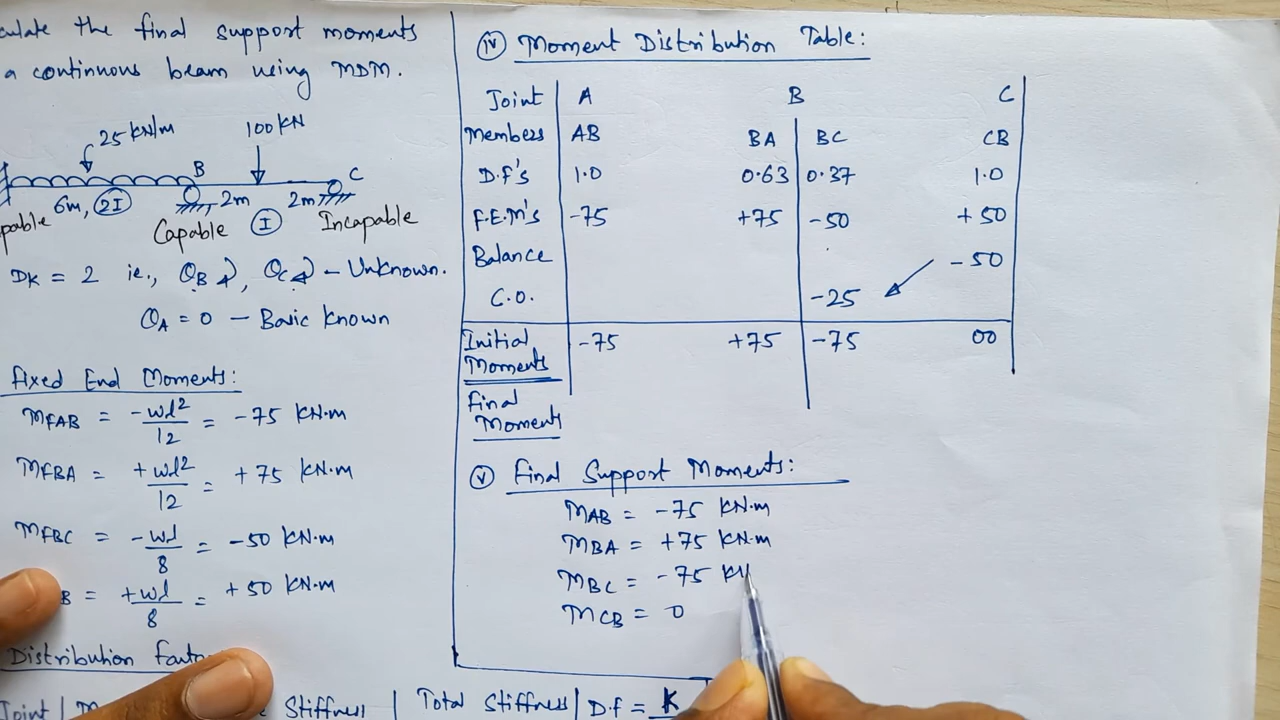 the final support moments
a continuous beam using MDM.
25 kN/m
100 KN
B
C
6m, 2I
2m
2m
Capable
I
Incapable
DK = 2 ie., θB, θC - Unknown.
θA = 0 - Basic Known
Fixed End Moments:
MFAB = -wl²/12 = -75 KN.m
MFBA = +wl²/12 = +75 KN.m
MFBC = -wl/8 = -50 KN.m
B = +wl/8 = +50 KN.m
Distribution
Stiffness | Total Stiffness | D.f = K
iv Moment Distribution Table:
Joint A B C
Members AB BA BC CB
D.f's 1.0 0.63 0.37 1.0
F.E.M's -75 +75 -50 +50
Balance -50
C.O. -25
Initial Moments -75 +75 -75 00
final
Moments
v Final Support Moments:
MAB = -75 KN.m
MBA = +75 KN.m
MBC = -75 KN
MCB = 0